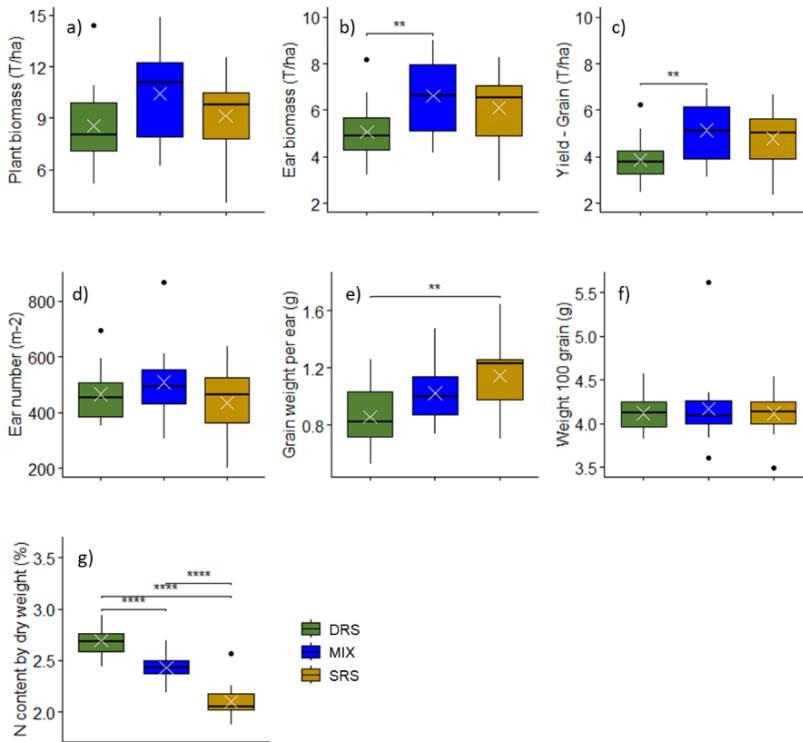 a)
Plant biomass (T/ha)
15
12
9
6
b)
**
Ear biomass (T/ha)
10
8
6
4
2
c)
**
Yield - Grain (T/ha)
10
8
6
4
2
d)
Ear number (m-2)
800
600
400
200
e)
**
Grain weight per ear (g)
1.6
1.2
0.8
f)
Weight 100 grain (g)
5.5
5.0
4.5
4.0
3.5
g)
****
****
****
N content by dry weight (%)
3.5
3.0
2.5
2.0
DRS
MIX
SRS